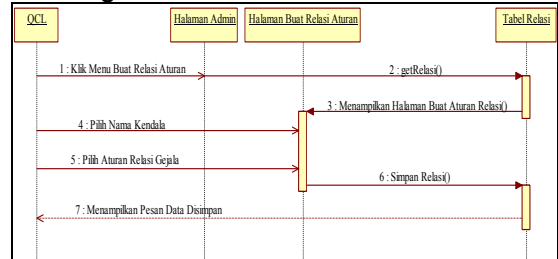 QCL
Halaman Admin
Halaman Buat Relasi Aturan
Tabel Relasi
1 : Klik Menu Buat Relasi Aturan
2 : getRelasi()
3 : Menampilkan Halaman Buat Aturan Relasi()
4 : Pilih Nama Kendala
5 : Pilih Aturan Relasi Gejala
6 : Simpan Relasi()
7 : Menampilkan Pesan Data Disimpan